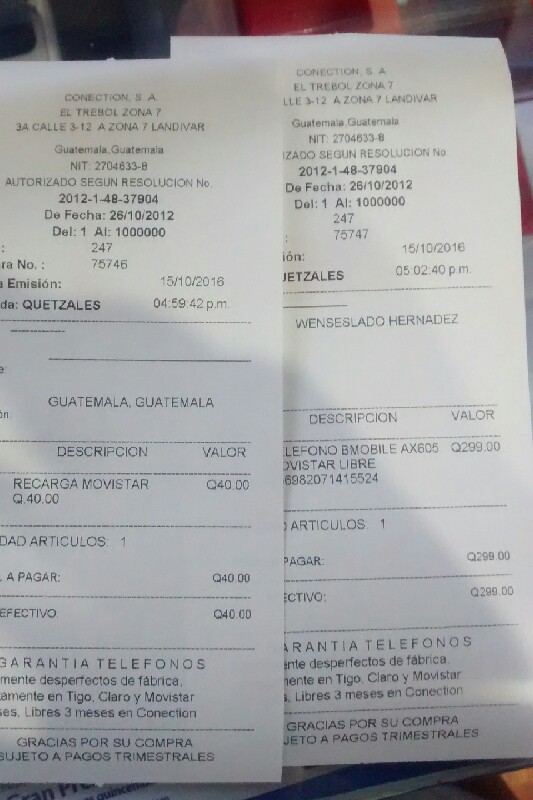 CONECTION, S. A.
EL TREBOL ZONA 7
3A CALLE 3-12 A ZONA 7 LANDIVAR
Guatemala,Guatemala
NIT: 2704633-8
AUTORIZADO SEGUN RESOLUCION No.
2012-1-48-37904
De Fecha: 26/10/2012
Del: 1 Al: 1000000
: 247
ra No. : 75746
a Emisión: 15/10/2016
da: QUETZALES 04:59:42 p.m.
GUATEMALA, GUATEMALA
DESCRIPCION VALOR
RECARGA MOVISTAR Q40.00
Q.40.00
DAD ARTICULOS: 1
A PAGAR: Q40.00
EFECTIVO: Q40.00
GARANTIA TELEFONOS
mente desperfectos de fábrica,
amente en Tigo, Claro y Movistar
ses, Libres 3 meses en Conection
GRACIAS POR SU COMPRA
SUJETO A PAGOS TRIMESTRALES
CONECTION, S. A.
EL TREBOL ZONA 7
LLE 3-12 A ZONA 7 LANDIVAR
Guatemala,Guatemala
NIT: 2704633-8
IZADO SEGUN RESOLUCION No
2012-1-48-37904
De Fecha: 26/10/2012
Del: 1 Al: 1000000
247
: 75747
ión: 15/10/2016
UETZALES 05:02:40 p.m.
WENSESLADO HERNADEZ
DESCRIPCION VALOR
LEFONO BMOBILE AX605 Q299.00
OVISTAR LIBRE
6982071415524
D ARTICULOS: 1
PAGAR: Q299.00
ECTIVO: Q299.00
ARANTIA TELEFONOS
ente desperfectos de fábrica,
ente en Tigo, Claro y Movistar
s, Libres 3 meses en Conection
GRACIAS POR SU COMPRA
JETO A PAGOS TRIMESTRALES